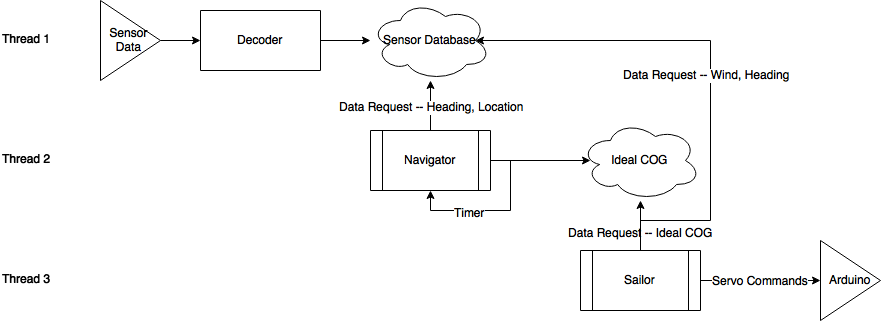 Thread 1
Sensor
Data
Decoder
Sensor Database
Data Request -- Wind, Heading
Data Request -- Heading, Location
Thread 2
Navigator
Ideal COG
Timer
Data Request -- Ideal COG
Thread 3
Sailor
Servo Commands
Arduino